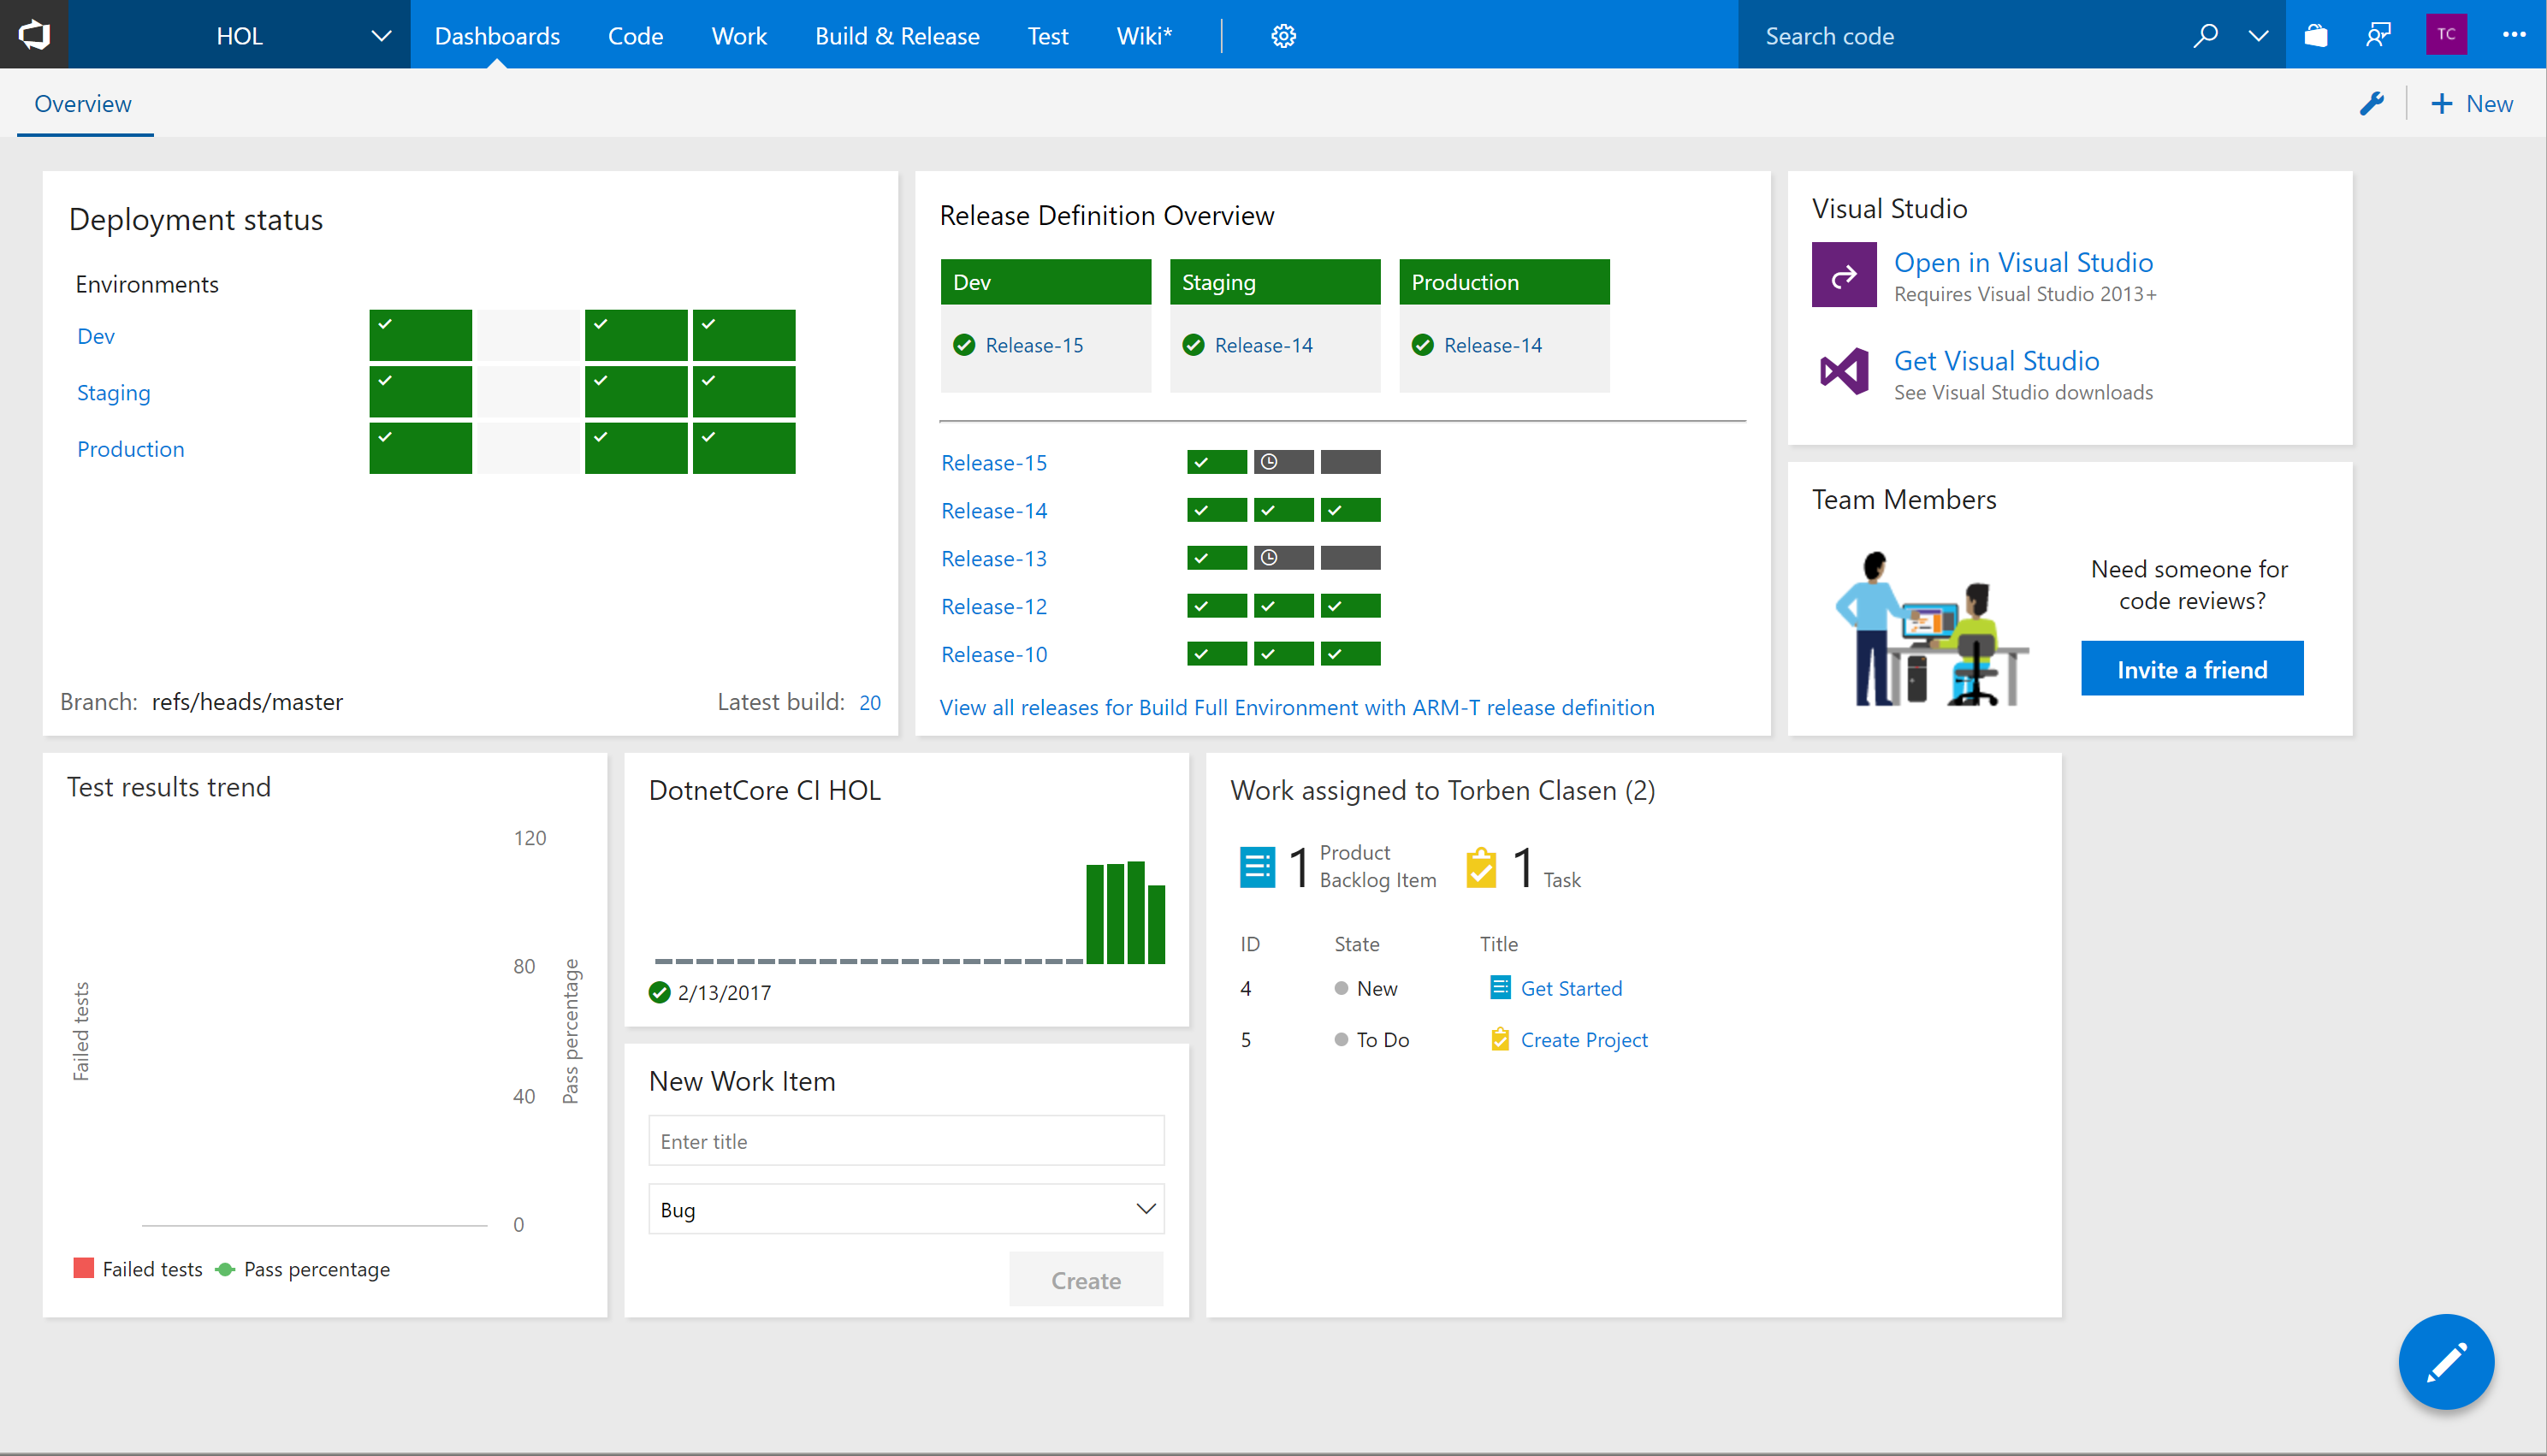 HOL
Dashboards Code Work Build & Release Test Wiki*
Search code
TC
Overview
New
Deployment status
Environments
Dev
Staging
Production
Branch: refs/heads/master
Latest build: 20
Release Definition Overview
Dev
Release-15
Staging
Release-14
Production
Release-14
Release-15
Release-14
Release-13
Release-12
Release-10
View all releases for Build Full Environment with ARM-T release definition
Visual Studio
Open in Visual Studio
Requires Visual Studio 2013+
Get Visual Studio
See Visual Studio downloads
Team Members
Need someone for
code reviews?
Invite a friend
Test results trend
120
80
40
0
Failed tests
Pass percentage
Failed tests Pass percentage
DotnetCore CI HOL
2/13/2017
New Work Item
Enter title
Bug
Create
Work assigned to Torben Clasen (2)
1 Product
Backlog Item
1 Task
ID State Title
4 New Get Started
5 To Do Create Project